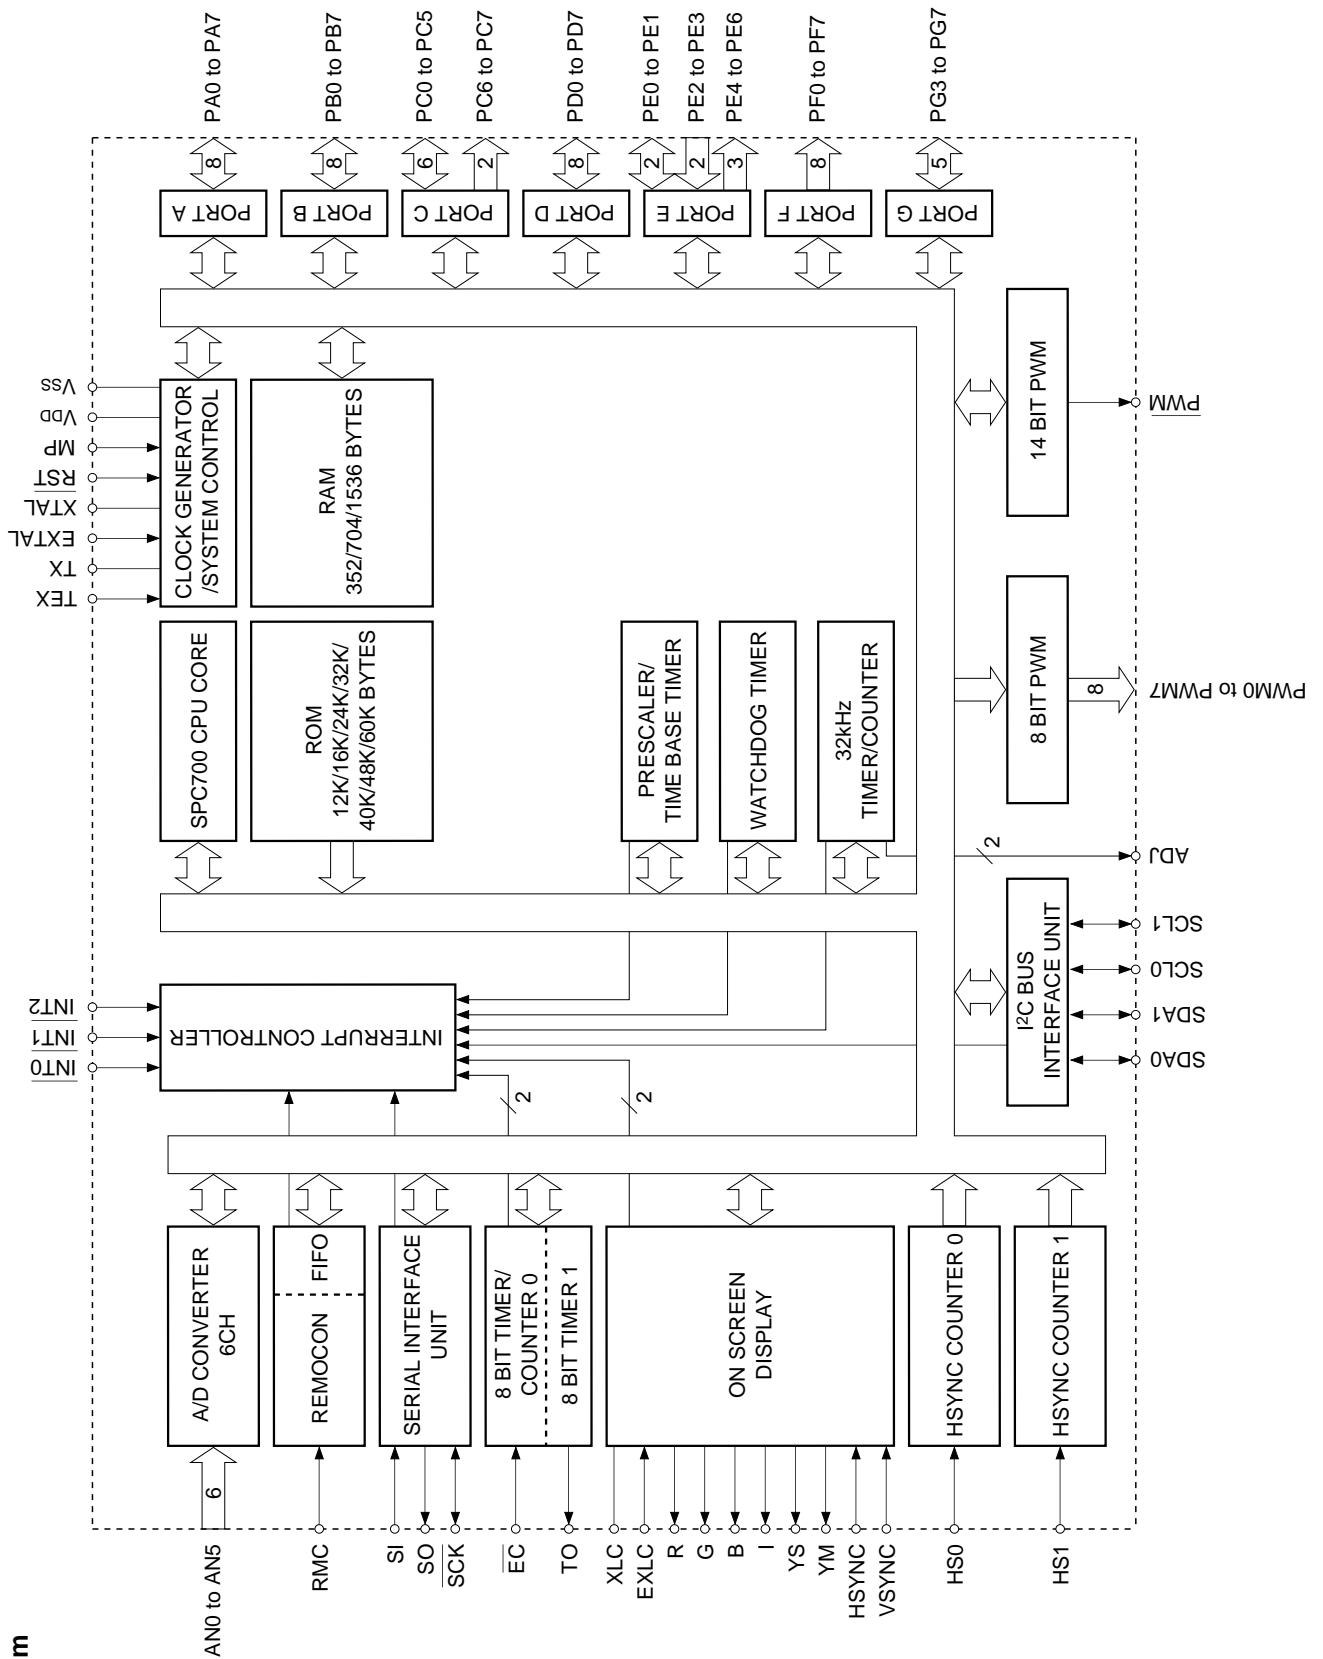 m
AN0 to AN5
6
A/D CONVERTER
6CH
RMC
REMOCON
FIFO
SI
SO
SCK
SERIAL INTERFACE
UNIT
EC
TO
8 BIT TIMER/
COUNTER 0
8 BIT TIMER 1
XLC
EXLC
R
G
B
I
YS
YM
HSYNC
VSYNC
ON SCREEN
DISPLAY
HS0
HSYNC COUNTER 0
HS1
HSYNC COUNTER 1
INT0
INT1
INT2
INTERRUPT CONTROLLER
2
2
SPC700 CPU CORE
ROM
12K/16K/24K/32K/
40K/48K/60K BYTES
PRESCALER/
TIME BASE TIMER
WATCHDOG TIMER
32kHz
TIMER/COUNTER
TEX
TX
EXTAL
XTAL
RST
MP
VDD
VSS
CLOCK GENERATOR
/SYSTEM CONTROL
RAM
352/704/1536 BYTES
I2C BUS
INTERFACE UNIT
SDA0
SDA1
SCL0
SCL1
2
ADJ
8 BIT PWM
8
PWM0 to PWM7
14 BIT PWM
PWM
PORT A
8
PA0 to PA7
PORT B
8
PB0 to PB7
PORT C
6
PC0 to PC5
2
PC6 to PC7
PORT D
8
PD0 to PD7
PORT E
2
PE0 to PE1
2
PE2 to PE3
3
PE4 to PE6
PORT F
8
PF0 to PF7
PORT G
5
PG3 to PG7